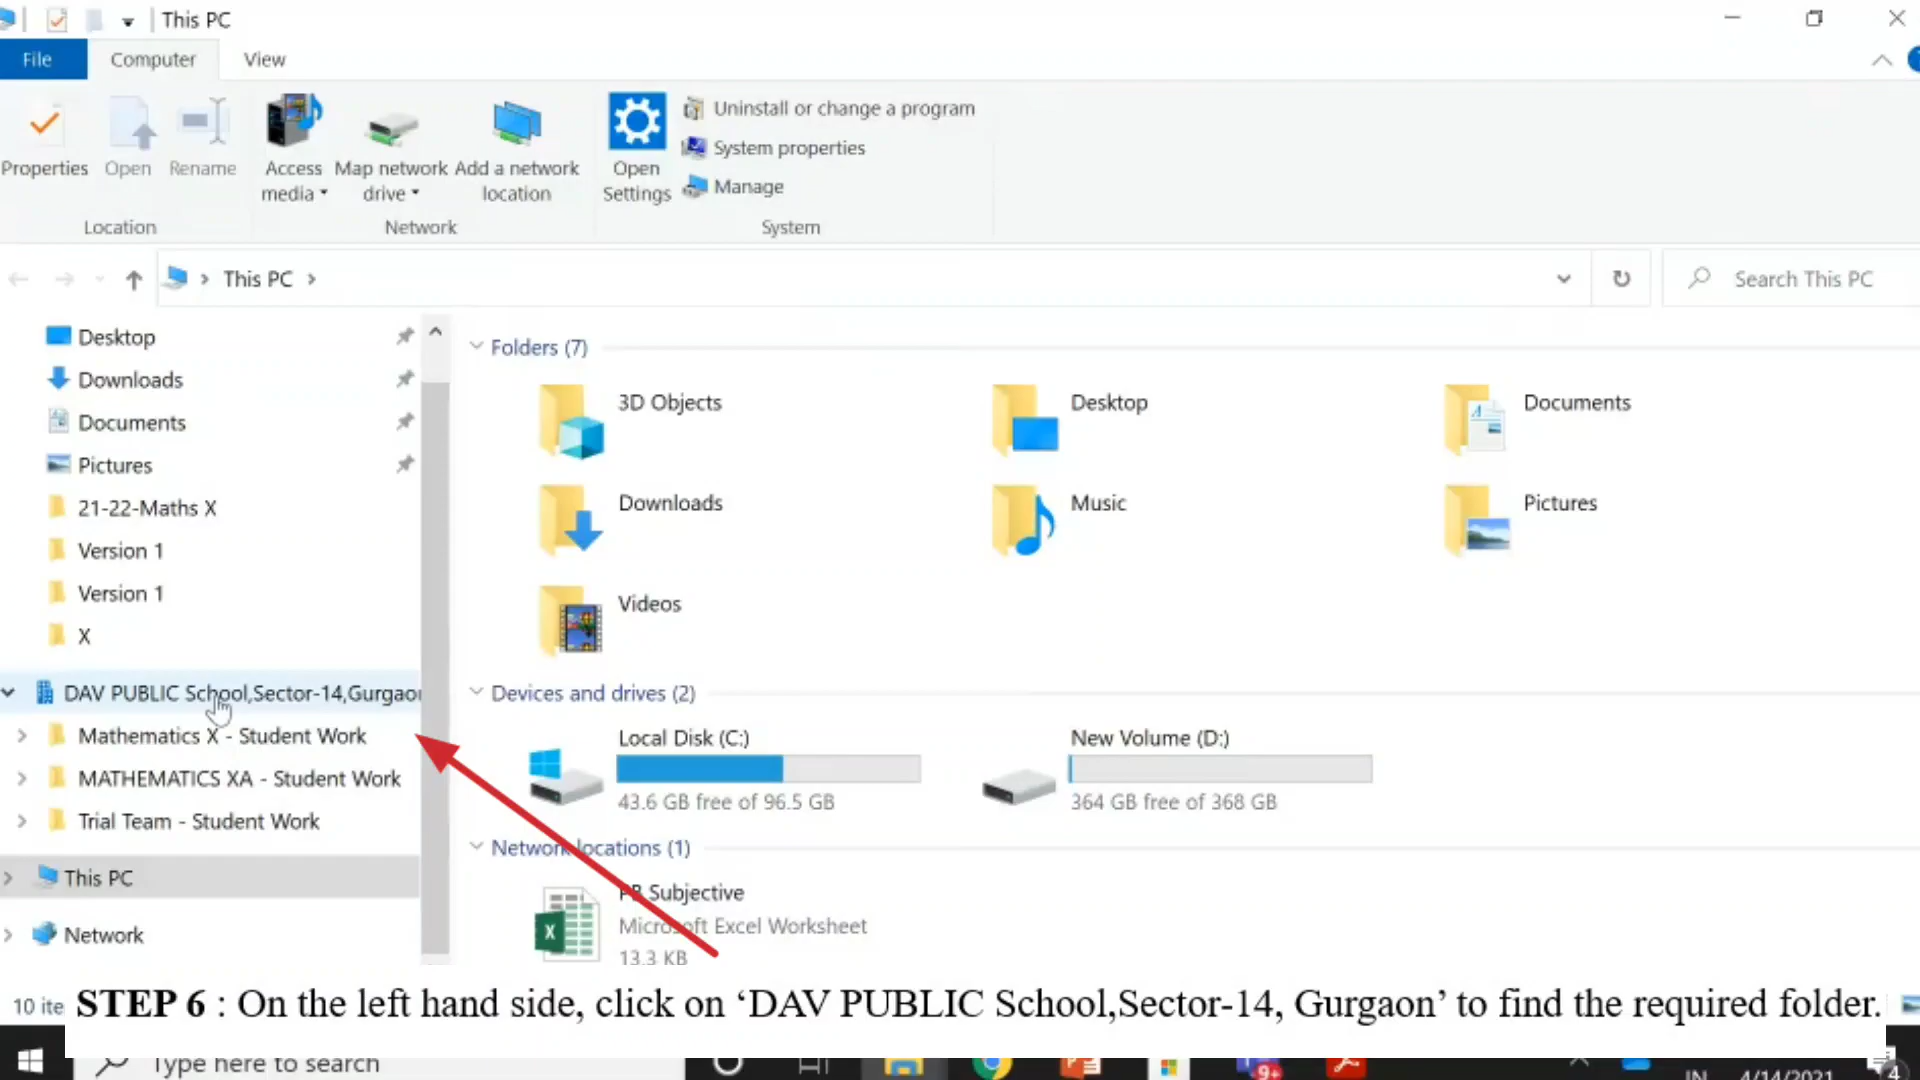 This PC
File
Computer
View
Properties
Open
Rename
Access
media
Map network
drive
Add a network
location
Open
Settings
Uninstall or change a program
System properties
Manage
Location
Network
System
This PC
Search This PC
Desktop
Downloads
Documents
Pictures
21-22-Maths X
Version 1
Version 1
X
DAV PUBLIC School,Sector-14,Gurgaon
Mathematics X - Student Work
MATHEMATICS XA - Student Work
Trial Team - Student Work
This PC
Network
Folders (7)
3D Objects
Desktop
Documents
Downloads
Music
Pictures
Videos
Devices and drives (2)
Local Disk (C:)
43.6 GB free of 96.5 GB
New Volume (D:)
364 GB free of 368 GB
Network locations (1)
PB Subjective
Microsoft Excel Worksheet
13.3 KB
10 ite
STEP 6 : On the left hand side, click on ‘DAV PUBLIC School,Sector-14, Gurgaon’ to find the required folder.
Type here to search
9+
IN
4/14/2021
4